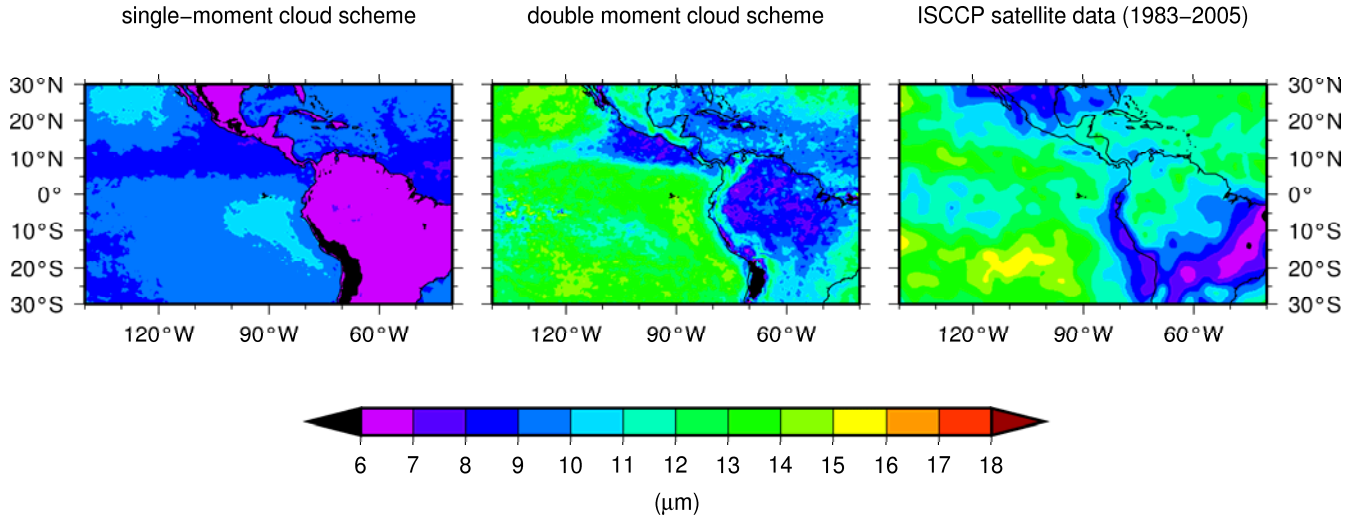 single−moment cloud scheme double moment cloud scheme ISCCP satellite data (1983−2005)
30°N 30°N
20°N 20°N
10°N 10°N
0° 0°
10°S 10°S
20°S 20°S
30°S 30°S
120°W 90°W 60°W 120°W 90°W 60°W 120°W 90°W 60°W
6 7 8 9 10 11 12 13 14 15 16 17 18
(µm)